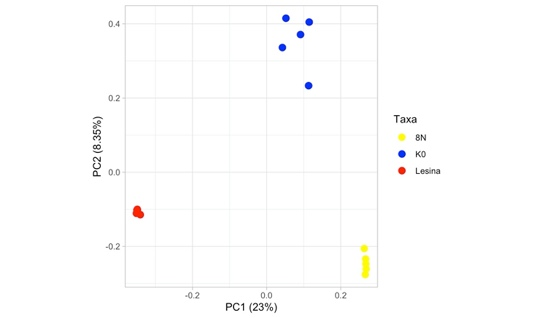 0.4
0.2
0.0
-0.2
PC2 (8.35%)
-0.2
0.0
0.2
PC1 (23%)
Taxa
8N
K0
Lesina